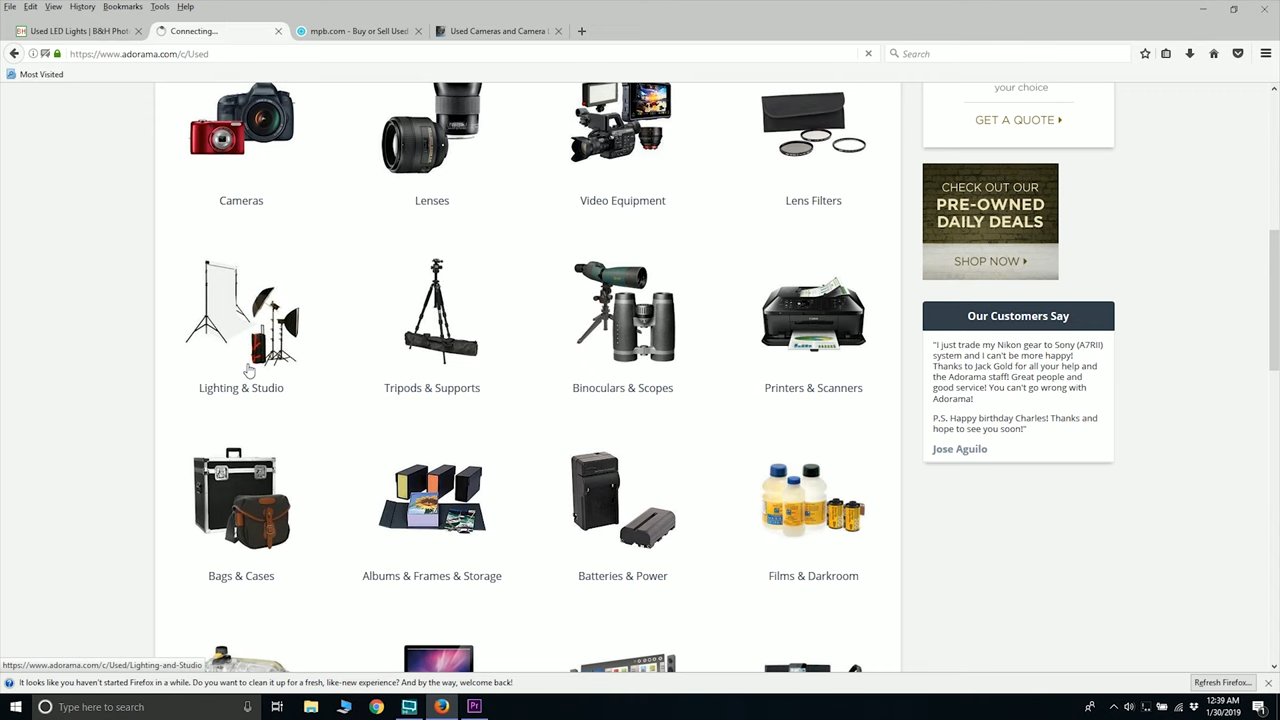 File Edit View History Bookmarks Tools Help
Used LED Lights | B&H Phot
Connecting...
mpb.com - Buy or Sell Used
Used Cameras and Camera L
https://www.adorama.com/c/Used
Search
Most Visited
Cameras
Lenses
Video Equipment
Lens Filters
Lighting & Studio
Tripods & Supports
Binoculars & Scopes
Printers & Scanners
Bags & Cases
Albums & Frames & Storage
Batteries & Power
Films & Darkroom
your choice
GET A QUOTE
CHECK OUT OUR
PRE-OWNED
DAILY DEALS
SHOP NOW
Our Customers Say
"I just trade my Nikon gear to Sony (A7RII)
system and I can't be more happy!
Thanks to Jack Gold for all your help and
the Adorama staff! Great people and
good service! You can't go wrong with
Adorama!
P.S. Happy birthday Charles! Thanks and
hope to see you soon!"
Jose Aguilo
https://www.adorama.com/c/Used/Lighting-and-Studio
It looks like you haven't started Firefox in a while. Do you want to clean it up for a fresh, like-new experience? And by the way, welcome back!
Refresh Firefox...
Type here to search
Pr
12:39 AM
1/30/2019